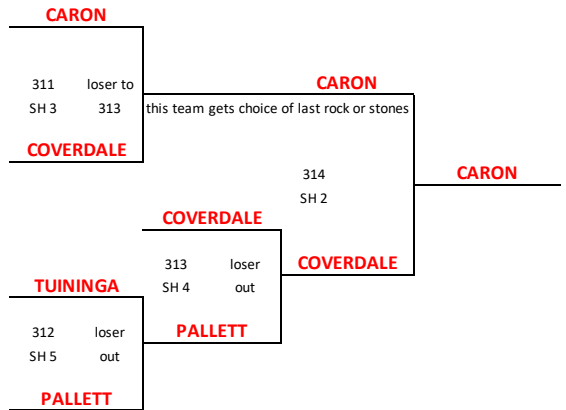 CARON
311 loser to
CARON
SH 3 313 this team gets choice of last rock or stones
COVERDALE
314
CARON
SH 2
COVERDALE
313 loser
COVERDALE
TUININGA
SH 4 out
312 loser
PALLETT
SH 5 out
PALLETT